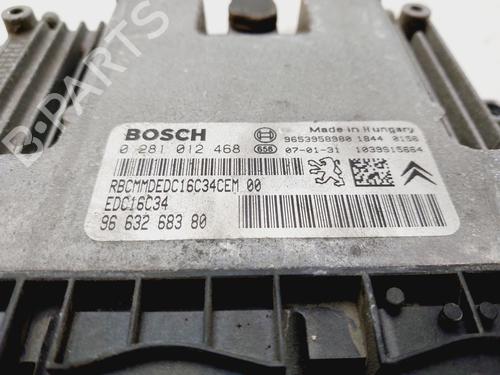 B-PARTS
BOSCH
Made in Hungary
9653958980 1844 0156
0 281 012 468 658 07-01-31 1039S15864
RBCMMDEDC16C34CEM 00
EDC16C34
96 632 683 80